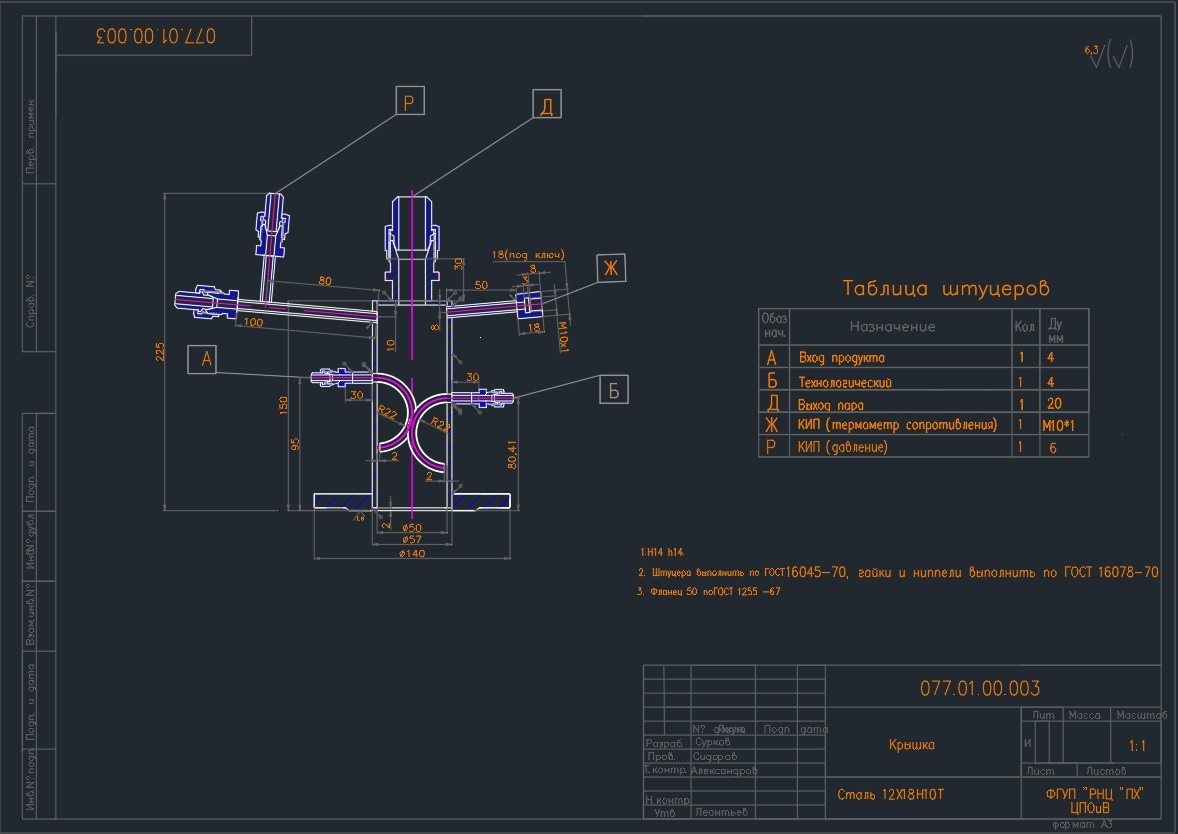 077.01.00.003
6,3
Перв. примен.
Справ. N°
Подп. и дата
Инв.N° дубл.
Взам.инв.N°
Подп. и дата
Инв.N° подл
Р
Д
Ж
А
Б
18(под ключ)
8
30
50
80
100
18
M10x1
8
10
225
150
95
30
30
R22
R22
2
2
80,41
1,6
2
ø50
ø57
ø140
Таблица штуцеров
Обоз нач. Назначение Кол Ду мм
А Вход продукта 1 4
Б Технологический 1 4
Д Выход пара 1 20
Ж КИП (термометр сопротивления) 1 М10*1
Р КИП (давление) 1 6
1.H14 h14.
2. Штуцера выполнить по ГОСТ16045-70, гайки и ниппели выполнить по ГОСТ 16078-70
3. Фланец 50 поГОСТ 1255 -67
077.01.00.003
N° докум. Подп дата
Разраб. Сурков
Пров. Сидоров
Т.контр. Александров
Н контр.
Утв. Леонтьев
Крышка
Лит Масса Масштаб
И 1:1
Лист Листов
Сталь 12Х18Н10Т
ФГУП "РНЦ "ПХ"
ЦПОиВ
формат А3